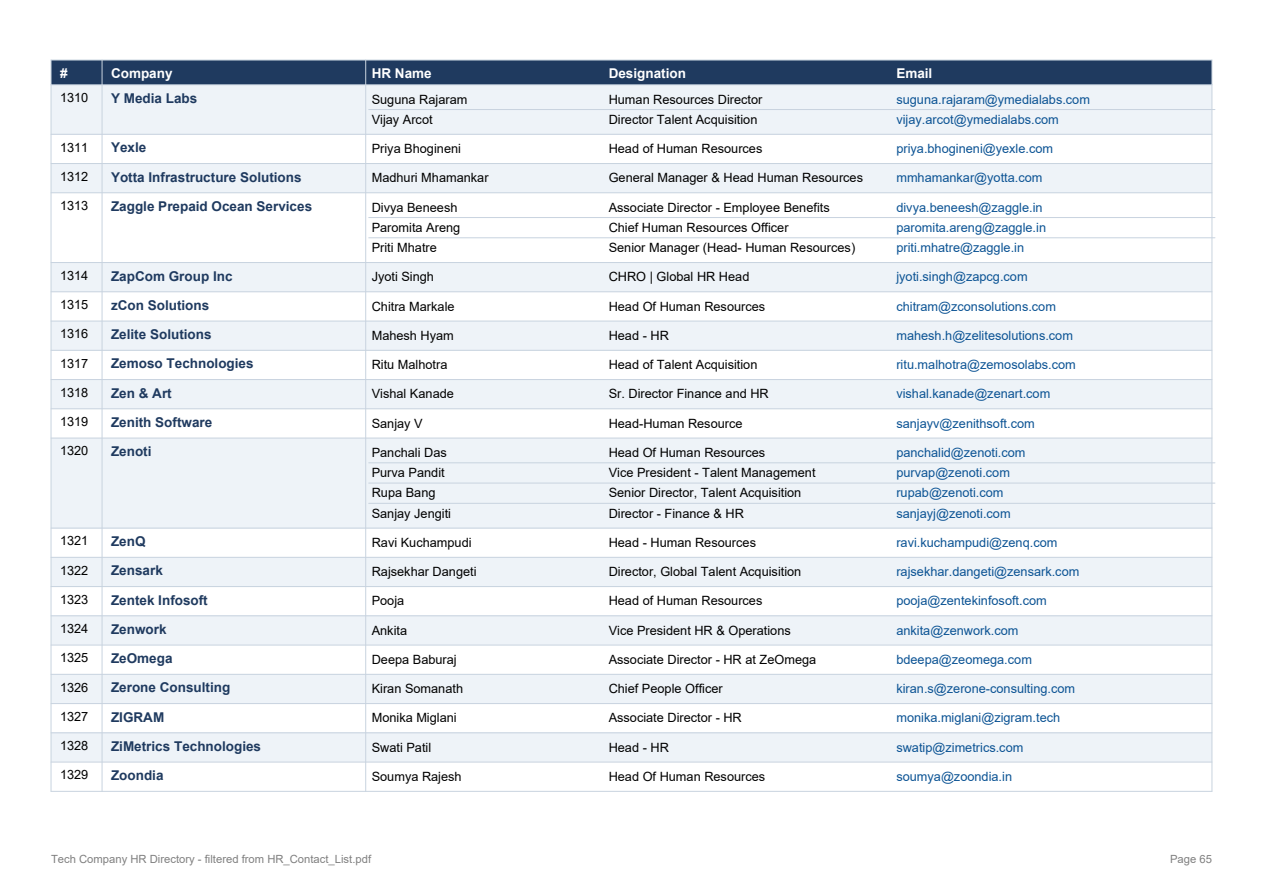 # Company HR Name Designation Email
1310 Y Media Labs Suguna Rajaram Human Resources Director suguna.rajaram@ymedialabs.com
Vijay Arcot Director Talent Acquisition vijay.arcot@ymedialabs.com
1311 Yexle Priya Bhogineni Head of Human Resources priya.bhogineni@yexle.com
1312 Yotta Infrastructure Solutions Madhuri Mhamankar General Manager & Head Human Resources mmhamankar@yotta.com
1313 Zaggle Prepaid Ocean Services Divya Beneesh Associate Director - Employee Benefits divya.beneesh@zaggle.in
Paromita Areng Chief Human Resources Officer paromita.areng@zaggle.in
Priti Mhatre Senior Manager (Head- Human Resources) priti.mhatre@zaggle.in
1314 ZapCom Group Inc Jyoti Singh CHRO | Global HR Head jyoti.singh@zapcg.com
1315 zCon Solutions Chitra Markale Head Of Human Resources chitram@zconsolutions.com
1316 Zelite Solutions Mahesh Hyam Head - HR mahesh.h@zelitesolutions.com
1317 Zemoso Technologies Ritu Malhotra Head of Talent Acquisition ritu.malhotra@zemosolabs.com
1318 Zen & Art Vishal Kanade Sr. Director Finance and HR vishal.kanade@zenart.com
1319 Zenith Software Sanjay V Head-Human Resource sanjayv@zenithsoft.com
1320 Zenoti Panchali Das Head Of Human Resources panchalid@zenoti.com
Purva Pandit Vice President - Talent Management purvap@zenoti.com
Rupa Bang Senior Director, Talent Acquisition rupab@zenoti.com
Sanjay Jengiti Director - Finance & HR sanjayj@zenoti.com
1321 ZenQ Ravi Kuchampudi Head - Human Resources ravi.kuchampudi@zenq.com
1322 Zensark Rajsekhar Dangeti Director, Global Talent Acquisition rajsekhar.dangeti@zensark.com
1323 Zentek Infosoft Pooja Head of Human Resources pooja@zentekinfosoft.com
1324 Zenwork Ankita Vice President HR & Operations ankita@zenwork.com
1325 ZeOmega Deepa Baburaj Associate Director - HR at ZeOmega bdeepa@zeomega.com
1326 Zerone Consulting Kiran Somanath Chief People Officer kiran.s@zerone-consulting.com
1327 ZIGRAM Monika Miglani Associate Director - HR monika.miglani@zigram.tech
1328 ZiMetrics Technologies Swati Patil Head - HR swatip@zimetrics.com
1329 Zoondia Soumya Rajesh Head Of Human Resources soumya@zoondia.in
Tech Company HR Directory - filtered from HR_Contact_List.pdf Page 65